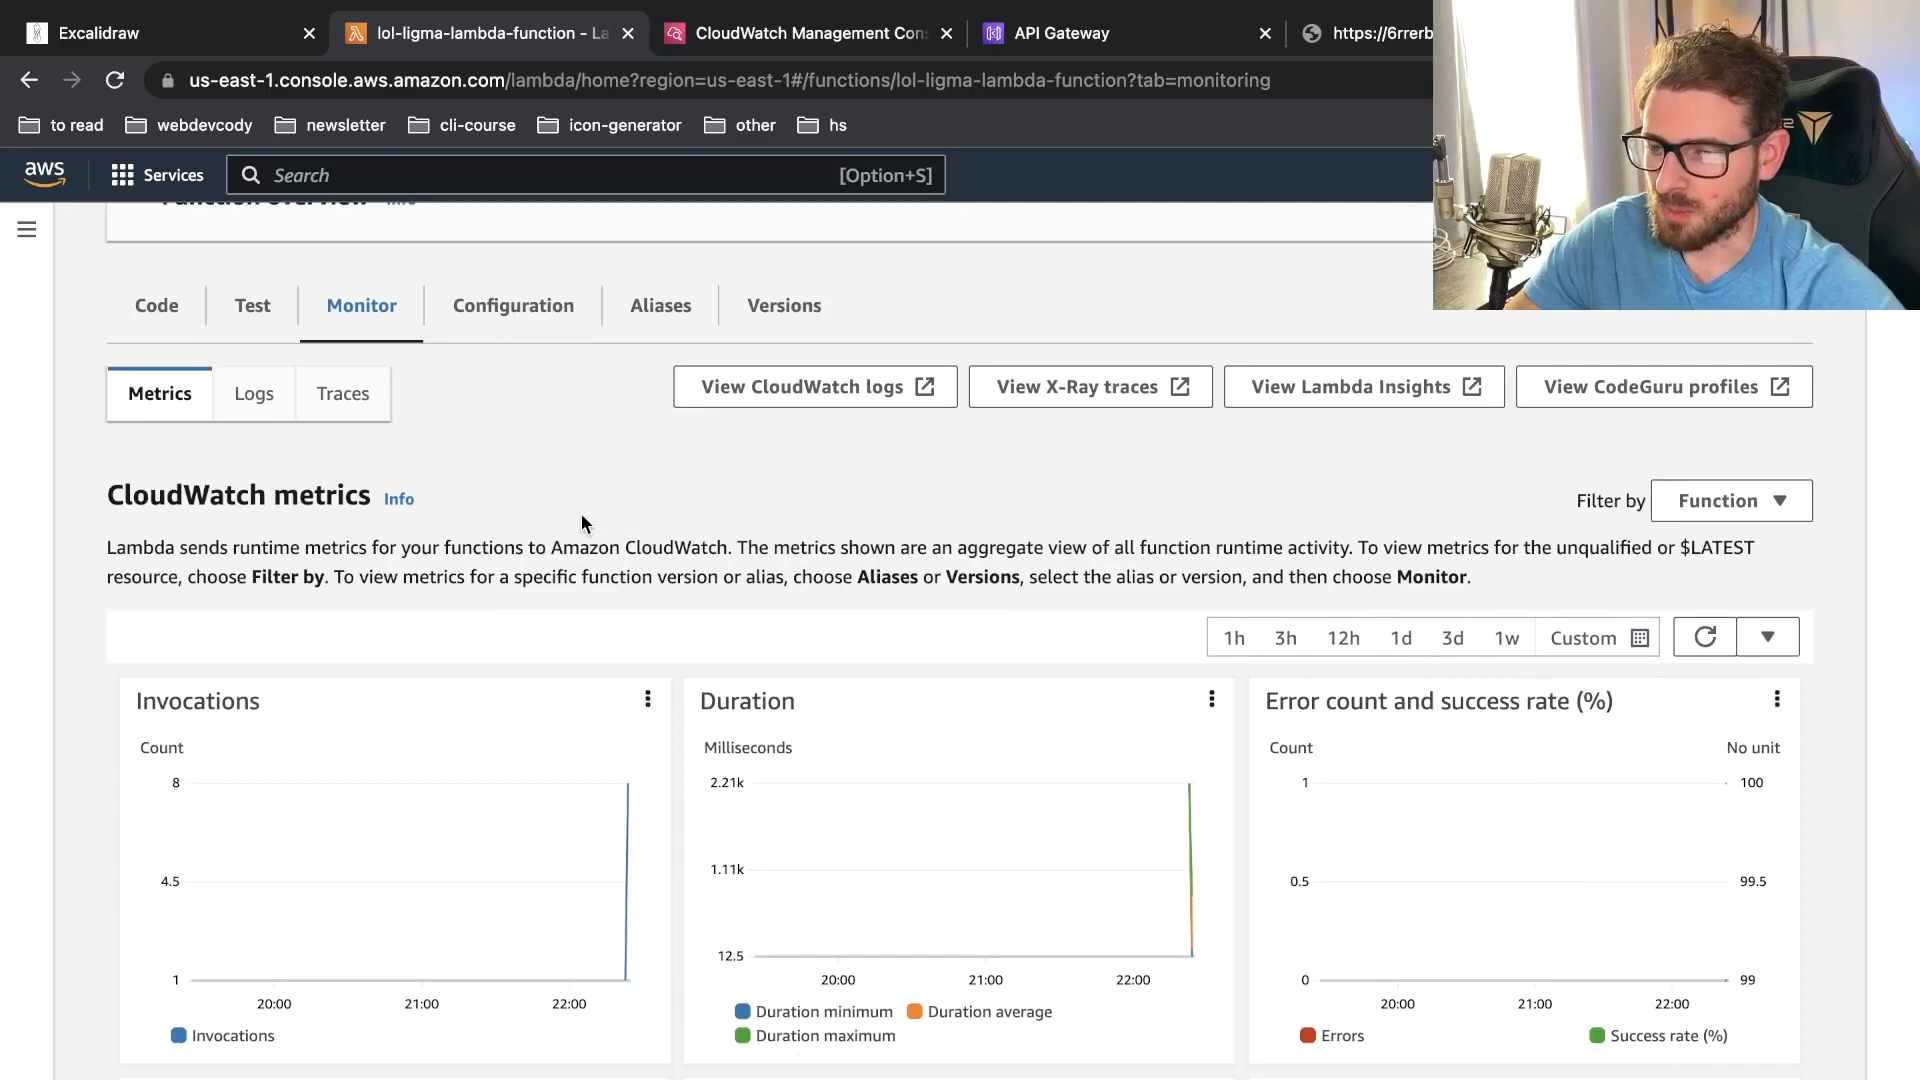 Excalidraw
lol-ligma-lambda-function - La
CloudWatch Management Con
API Gateway
https://6rrerb
us-east-1.console.aws.amazon.com/lambda/home?region=us-east-1#/functions/lol-ligma-lambda-function?tab=monitoring
to read
webdevcody
newsletter
cli-course
icon-generator
other
hs
aws
Services
Search
[Option+S]
Function overview Info
Code
Test
Monitor
Configuration
Aliases
Versions
Metrics
Logs
Traces
View CloudWatch logs
View X-Ray traces
View Lambda Insights
View CodeGuru profiles
CloudWatch metrics Info
Filter by
Function
Lambda sends runtime metrics for your functions to Amazon CloudWatch. The metrics shown are an aggregate view of all function runtime activity. To view metrics for the unqualified or $LATEST
resource, choose Filter by. To view metrics for a specific function version or alias, choose Aliases or Versions, select the alias or version, and then choose Monitor.
1h
3h
12h
1d
3d
1w
Custom
Invocations
Count
8
4.5
1
20:00
21:00
22:00
Invocations
Duration
Milliseconds
2.21k
1.11k
12.5
20:00
21:00
22:00
Duration minimum
Duration average
Duration maximum
Error count and success rate (%)
Count
No unit
1
100
0.5
99.5
0
99
20:00
21:00
22:00
Errors
Success rate (%)